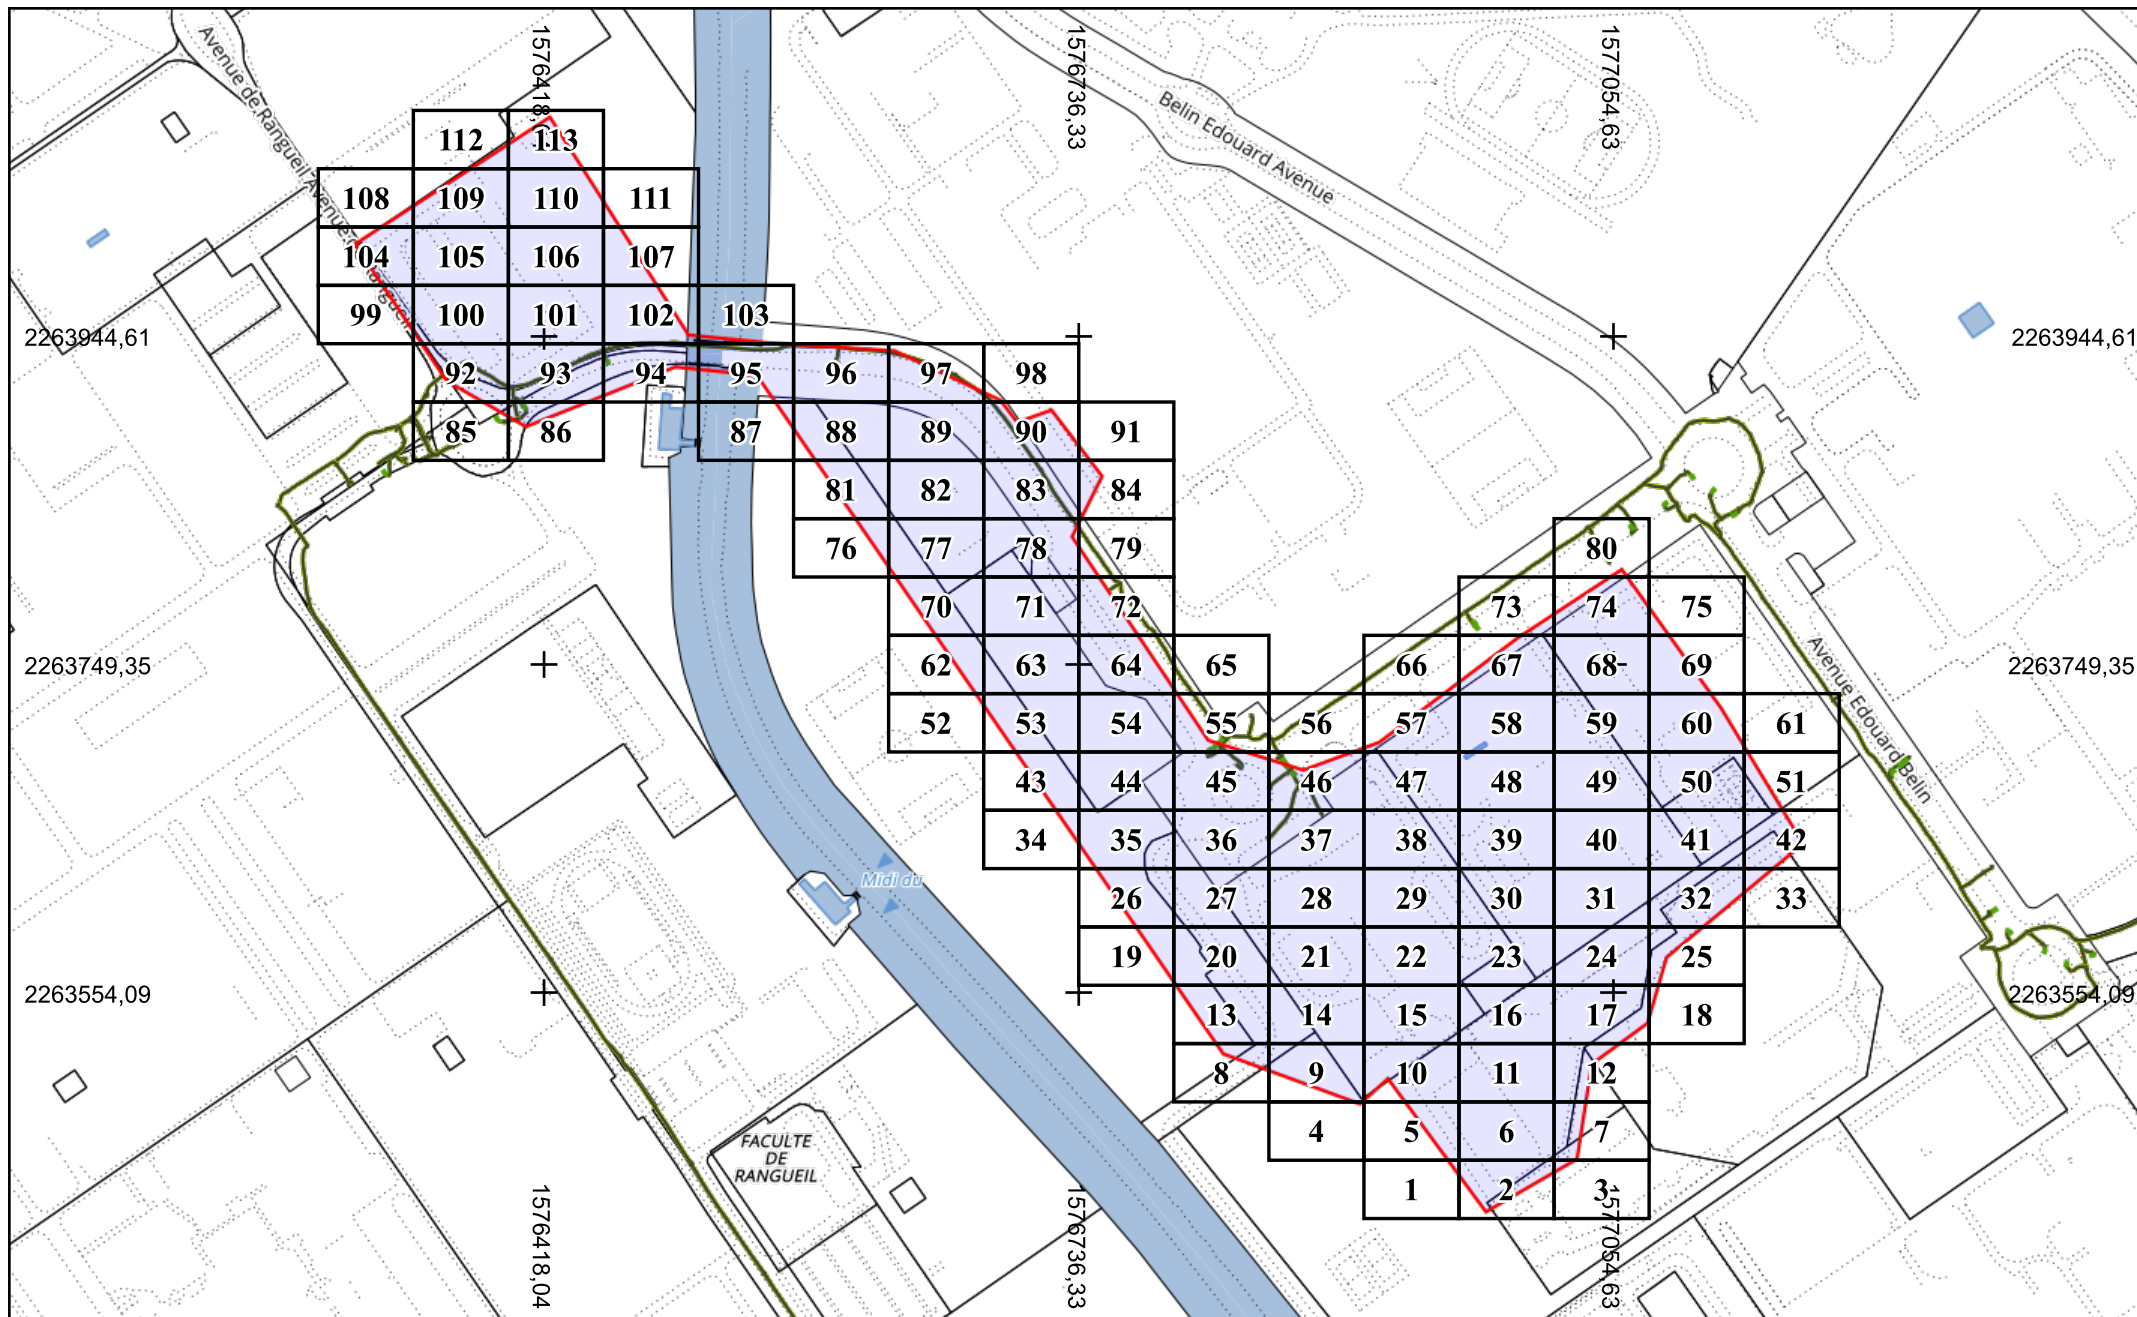 1576418,04
1576736,33
1577054,63
Avenue de Rangueil
Avenue de Rangueil
Belin Edouard Avenue
112 113
108 109 110 111
104 105 106 107
99 100 101 102 103
2263944,61
2263944,61
92 93 94 95 96 97 98
85 86 87 88 89 90 91
81 82 83 84
76 77 78 79 80
70 71 72 73 74 75
62 63 64 65 66 67 68 69
2263749,35
2263749,35
Avenue Edouard Belin
52 53 54 55 56 57 58 59 60 61
43 44 45 46 47 48 49 50 51
34 35 36 37 38 39 40 41 42
Midi du
26 27 28 29 30 31 32 33
19 20 21 22 23 24 25
2263554,09
2263554,09
13 14 15 16 17 18
8 9 10 11 12
4 5 6 7
FACULTE
DE
RANGUEIL
1 2 3
1576418,04
1576736,33
1577054,63